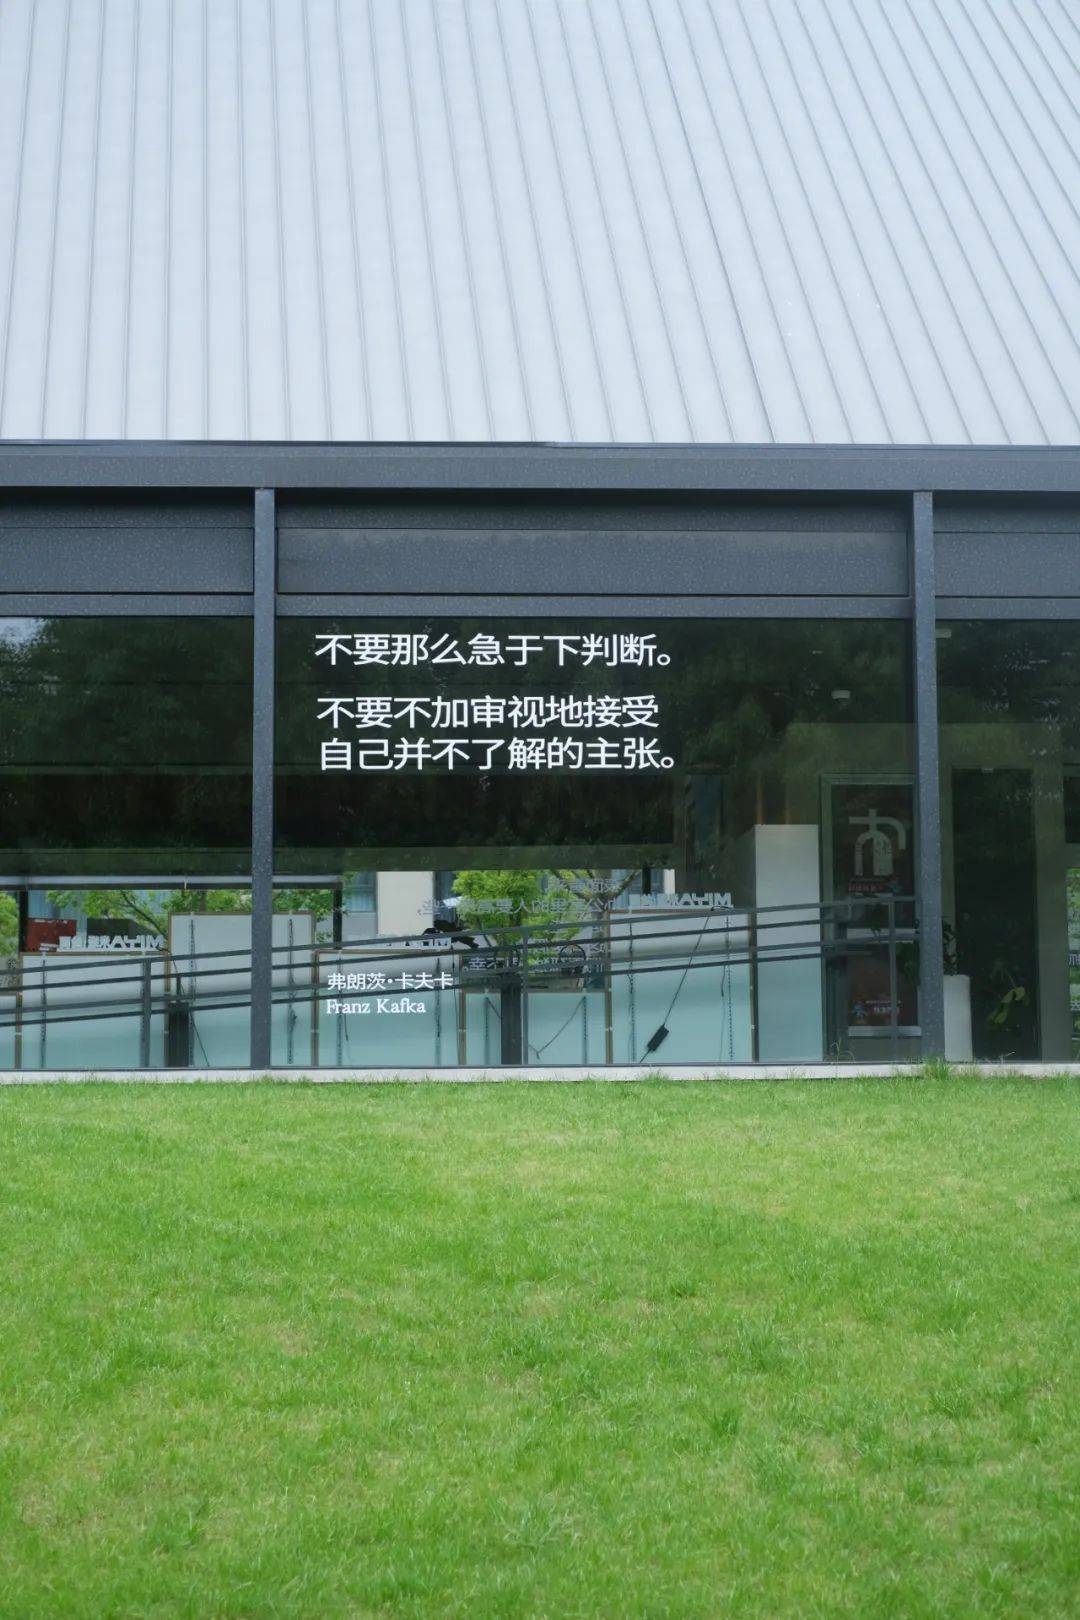 不要那么急于下判断。
不要不加审视地接受
自己并不了解的主张。
弗朗茨·卡夫卡
Franz Kafka